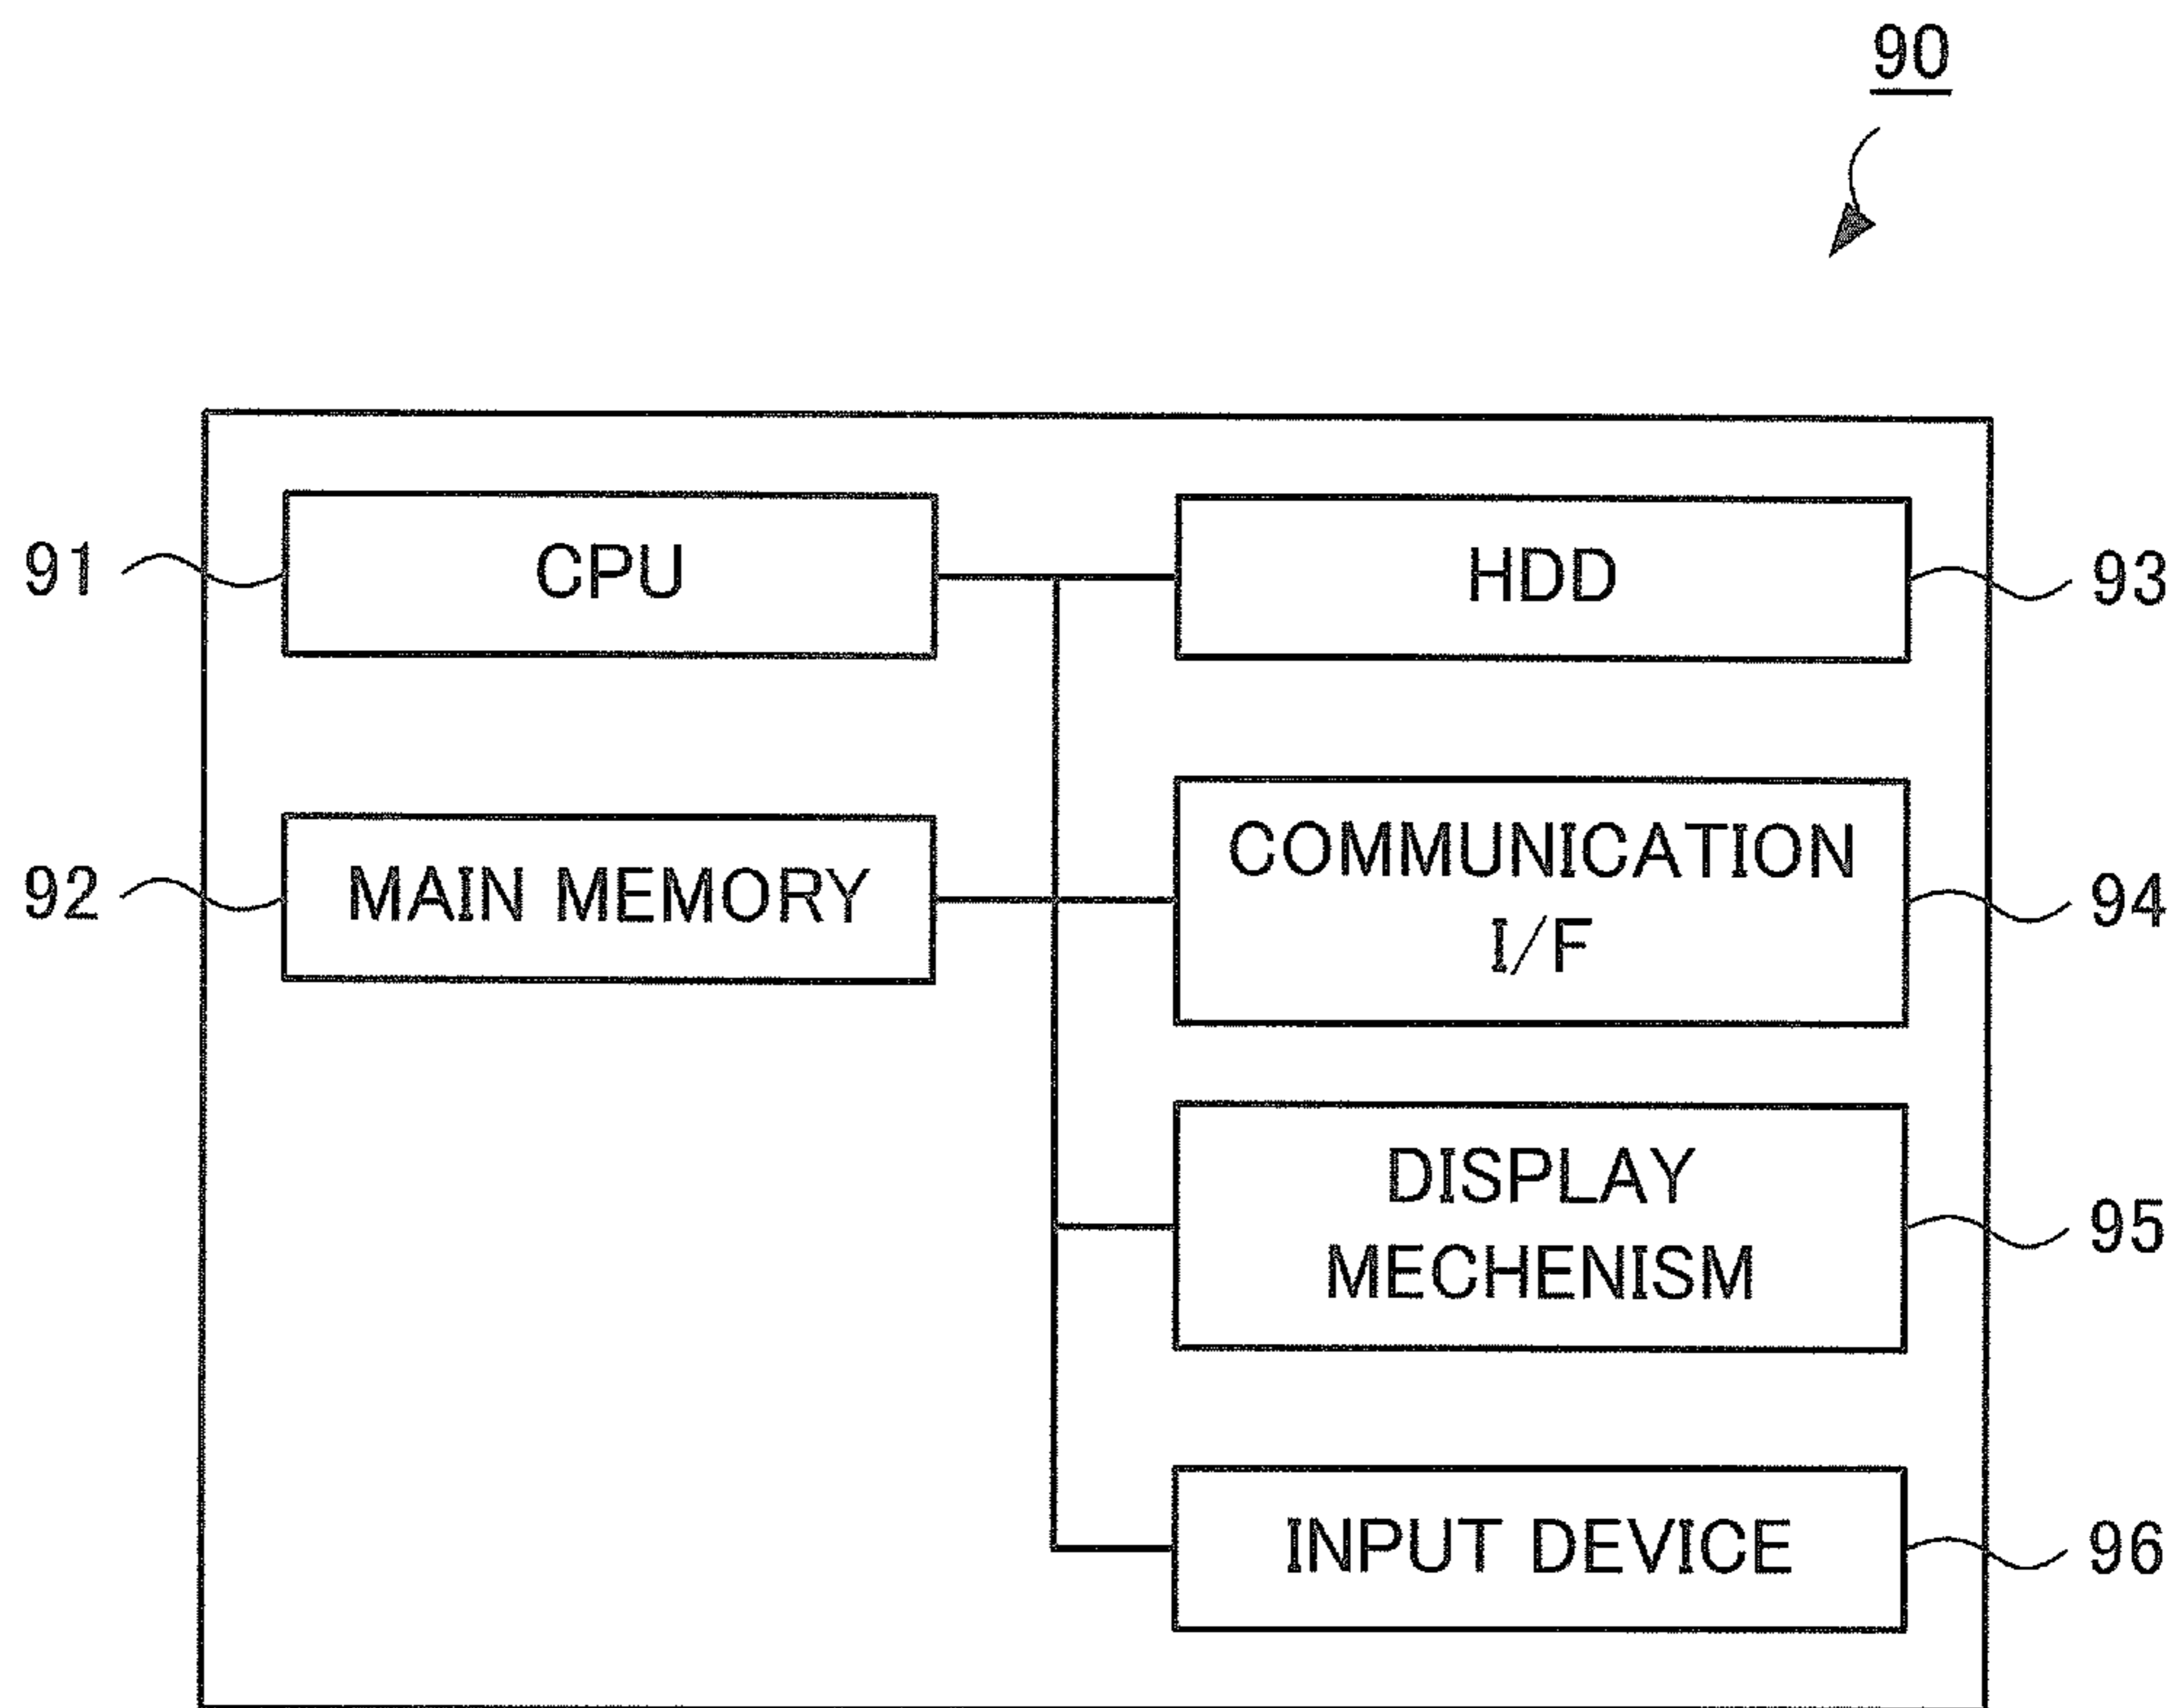 90
91
CPU
HDD
93
92
MAIN MEMORY
COMMUNICATION
I/F
94
DISPLAY
MECHENISM
95
INPUT DEVICE
96